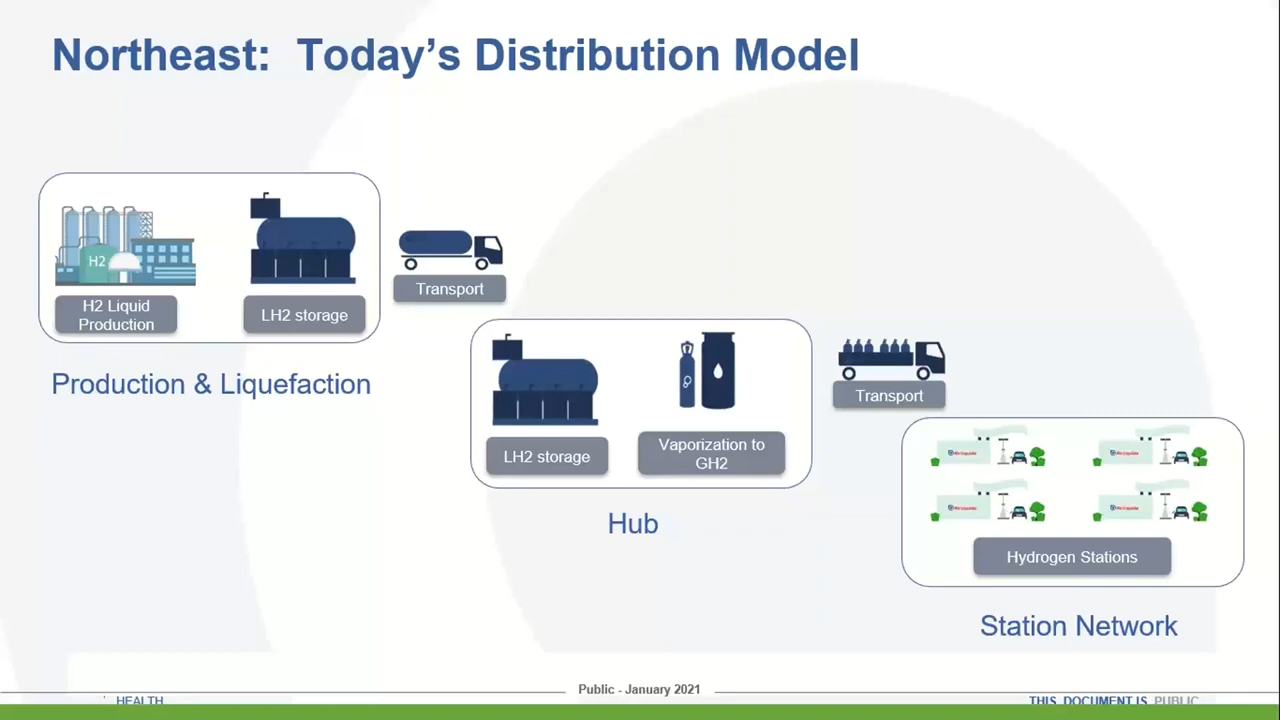 Northeast:  Today’s Distribution Model
H2
H2 Liquid
Production
LH2 storage
Transport
Production & Liquefaction
LH2 storage
Vaporization to
GH2
Transport
Hub
Hydrogen Stations
Station Network
Public - January 2021
HEALTH
THIS DOCUMENT IS PUBLIC